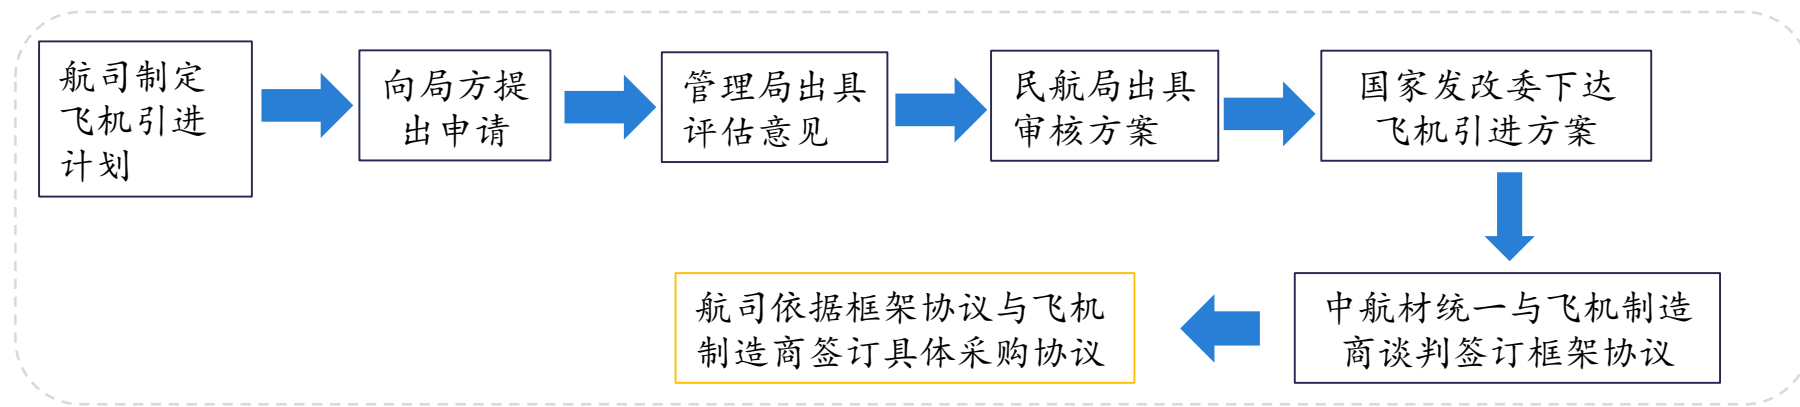 航司制定
飞机引进
计划
向局方提
出申请
管理局出具
评估意见
民航局出具
审核方案
国家发改委下达
飞机引进方案
中航材统一与飞机制造
商谈判签订框架协议
航司依据框架协议与飞机
制造商签订具体采购协议